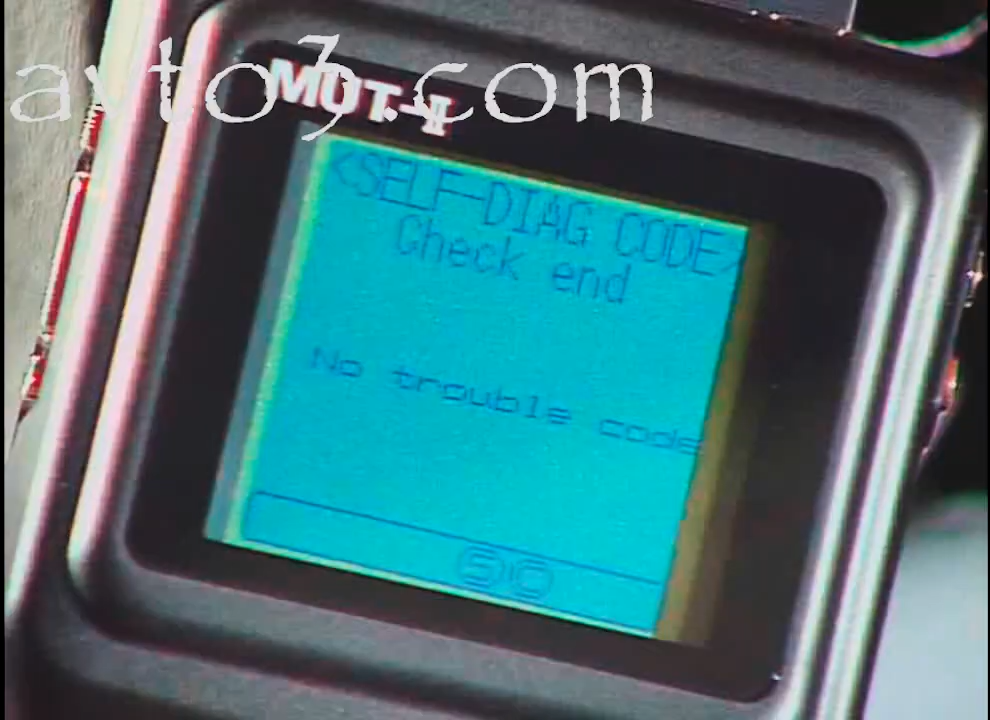 avto3.com
MUT-II
<SELF-DIAG CODE>
Check end
No trouble code